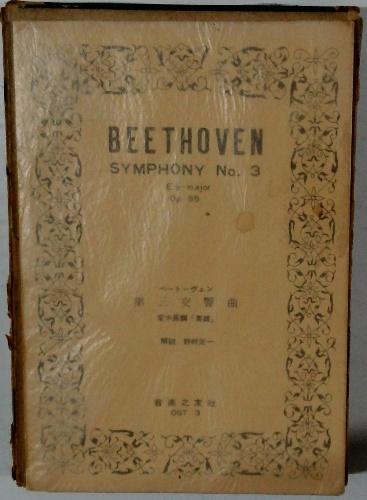 BEETHOVEN
SYMPHONY No. 3
E♭ major
Op. 55
ベートーヴェン
第三交響曲
変ホ長調「英雄」
解説 野村光一
音楽之友社
OGT 3